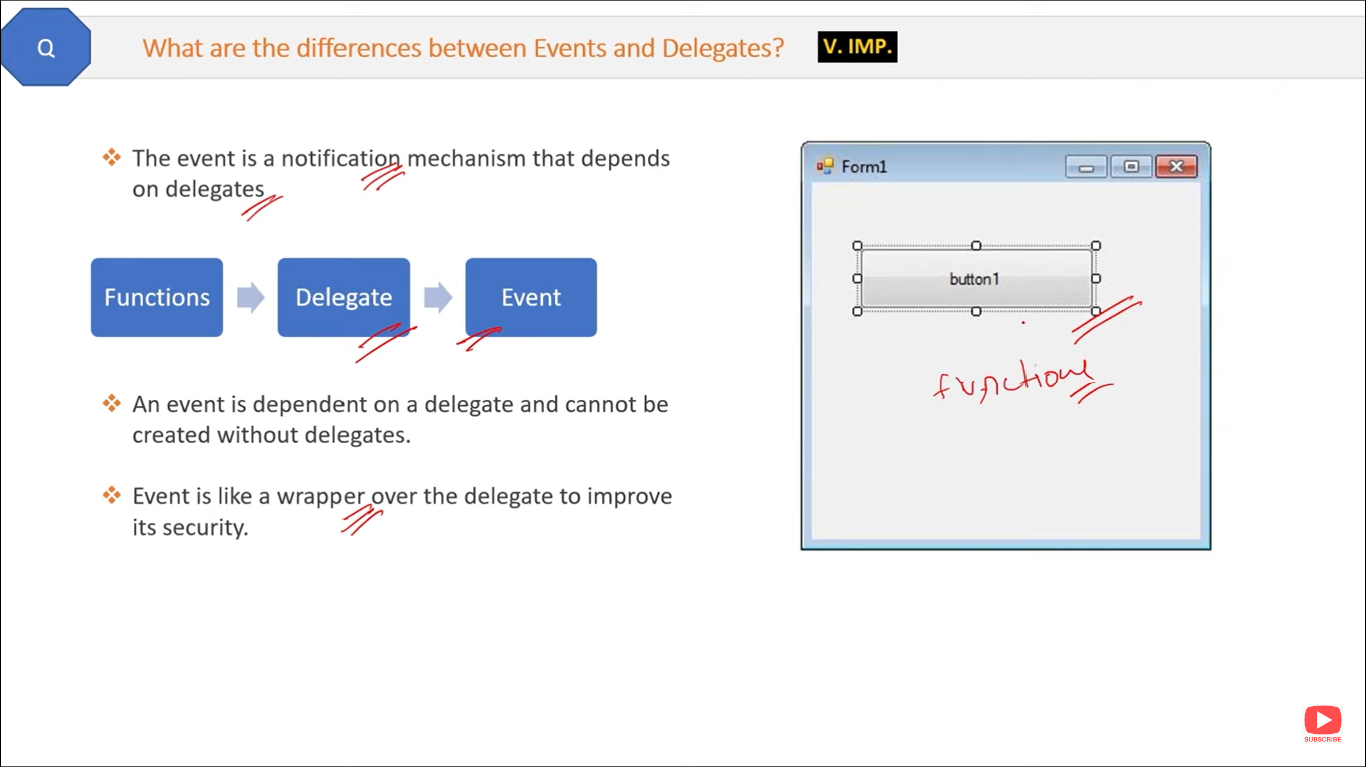 Q
What are the differences between Events and Delegates?
V. IMP.
The event is a notification mechanism that depends
on delegates
Functions
Delegate
Event
An event is dependent on a delegate and cannot be
created without delegates.
Event is like a wrapper over the delegate to improve
its security.
Form1
button1
functions
SUBSCRIBE